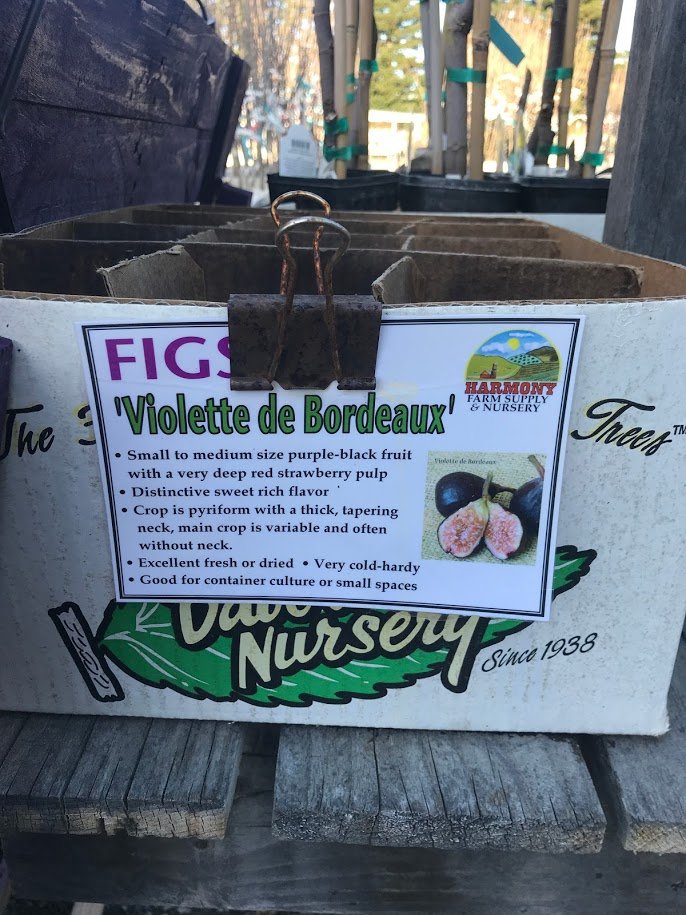 FIGS
'Violette de Bordeaux'
HARMONY
FARM SUPPLY
& NURSERY
• Small to medium size purple-black fruit
with a very deep red strawberry pulp
• Distinctive sweet rich flavor
• Crop is pyriform with a thick, tapering
neck, main crop is variable and often
without neck.
• Excellent fresh or dried • Very cold-hardy
• Good for container culture or small spaces
Violette de Bordeaux
The
Trees™
Nursery
Since 1938